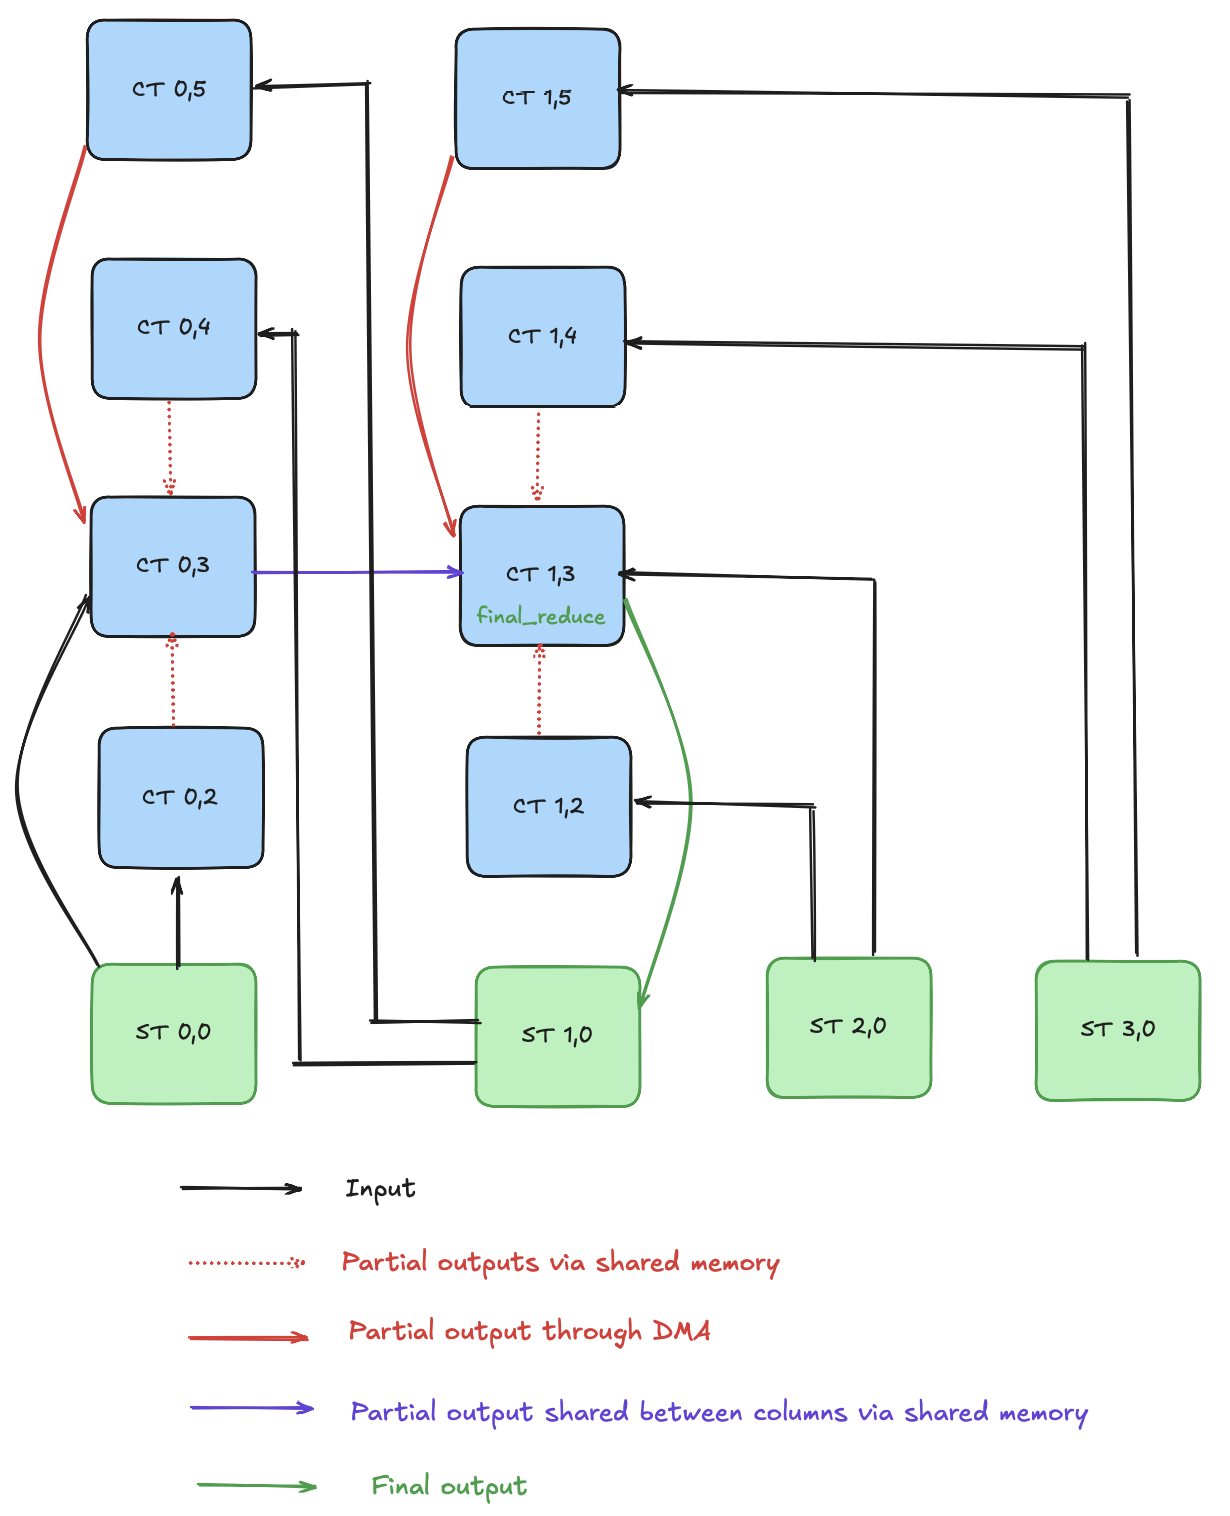 CT 0,5
CT 1,5
CT 0,4
CT 1,4
CT 0,3
CT 1,3
final_reduce
CT 0,2
CT 1,2
ST 0,0
ST 1,0
ST 2,0
ST 3,0
Input
Partial outputs via shared memory
Partial output through DMA
Partial output shared between columns via shared memory
Final output